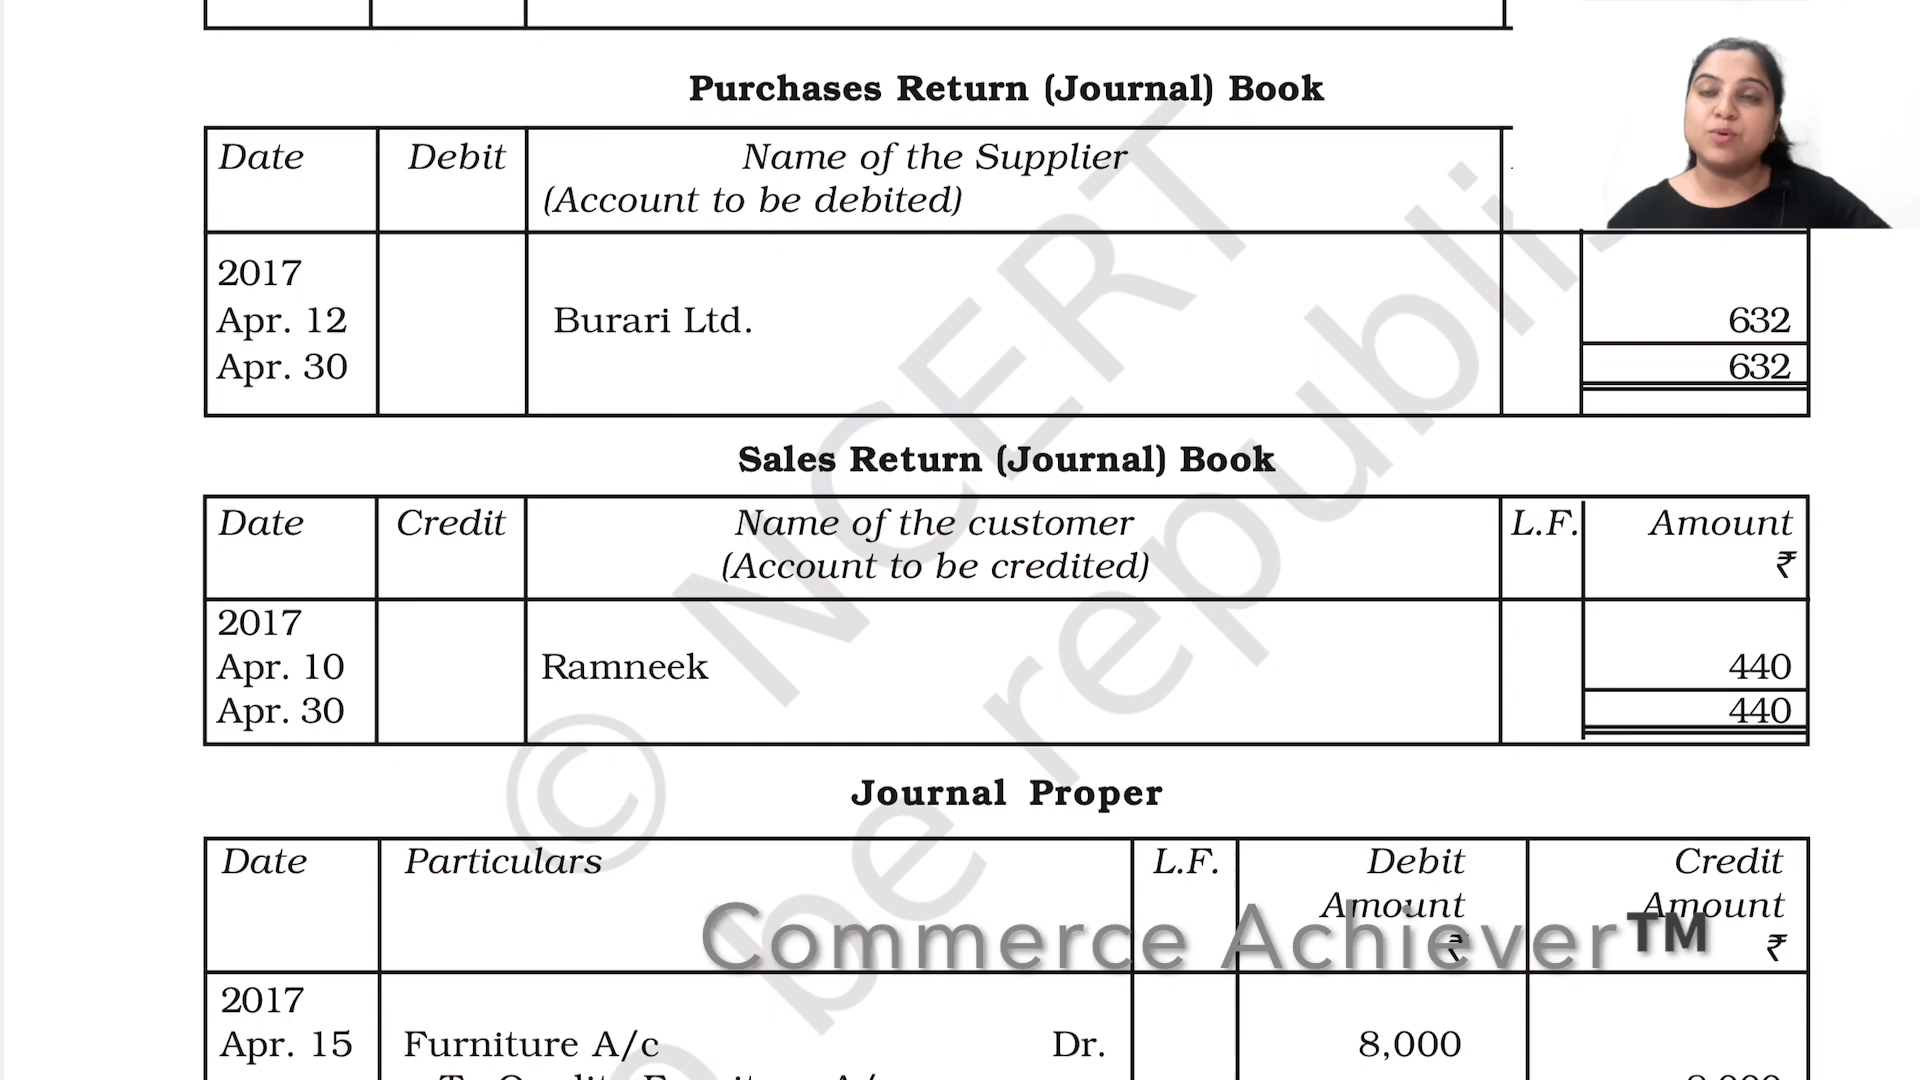 Purchases Return (Journal) Book
Date Debit Name of the Supplier
(Account to be debited)
2017
Apr. 12 Burari Ltd. 632
Apr. 30 632
Sales Return (Journal) Book
Date Credit Name of the customer L.F. Amount
(Account to be credited) ₹
2017
Apr. 10 Ramneek 440
Apr. 30 440
Journal Proper
Date Particulars L.F. Debit Credit
Amount Amount
₹ ₹
2017
Apr. 15 Furniture A/c Dr. 8,000
© NCERT
be republi
Commerce Achiever™